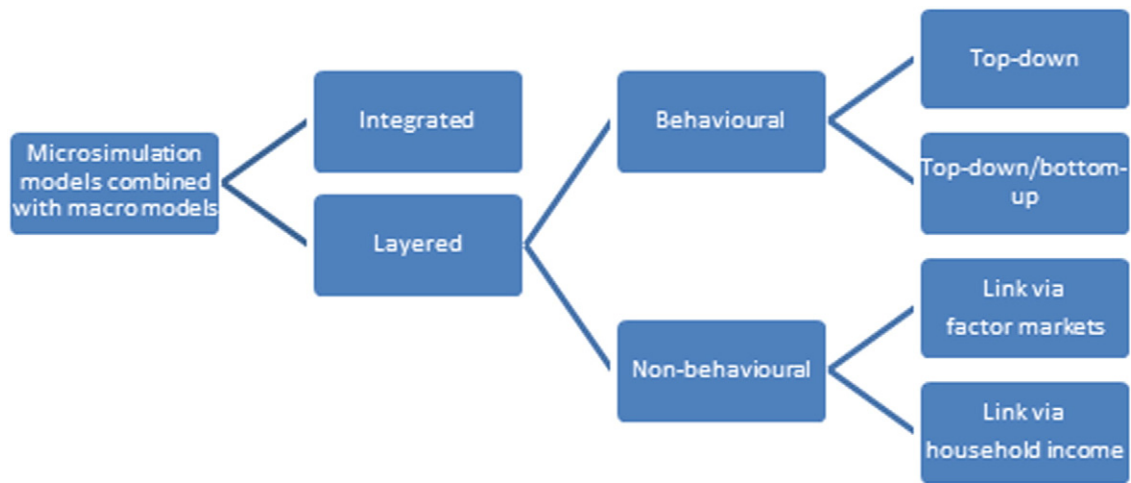 Microsimulation
models combined
with macro models
Integrated
Layered
Behavioural
Non-behavioural
Top-down
Top-down/bottom-
up
Link via
factor markets
Link via
household income